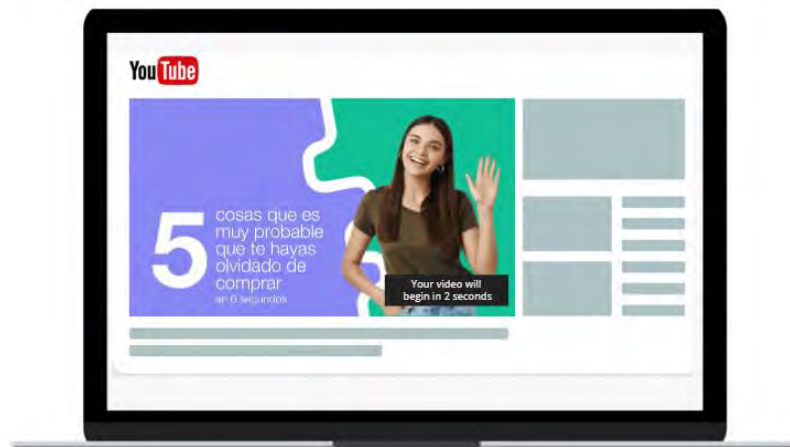 YouTube
5 cosas que es
muy probable
que te hayas
olvidado de
comprar
en 6 segundos
Your video will
begin in 2 seconds